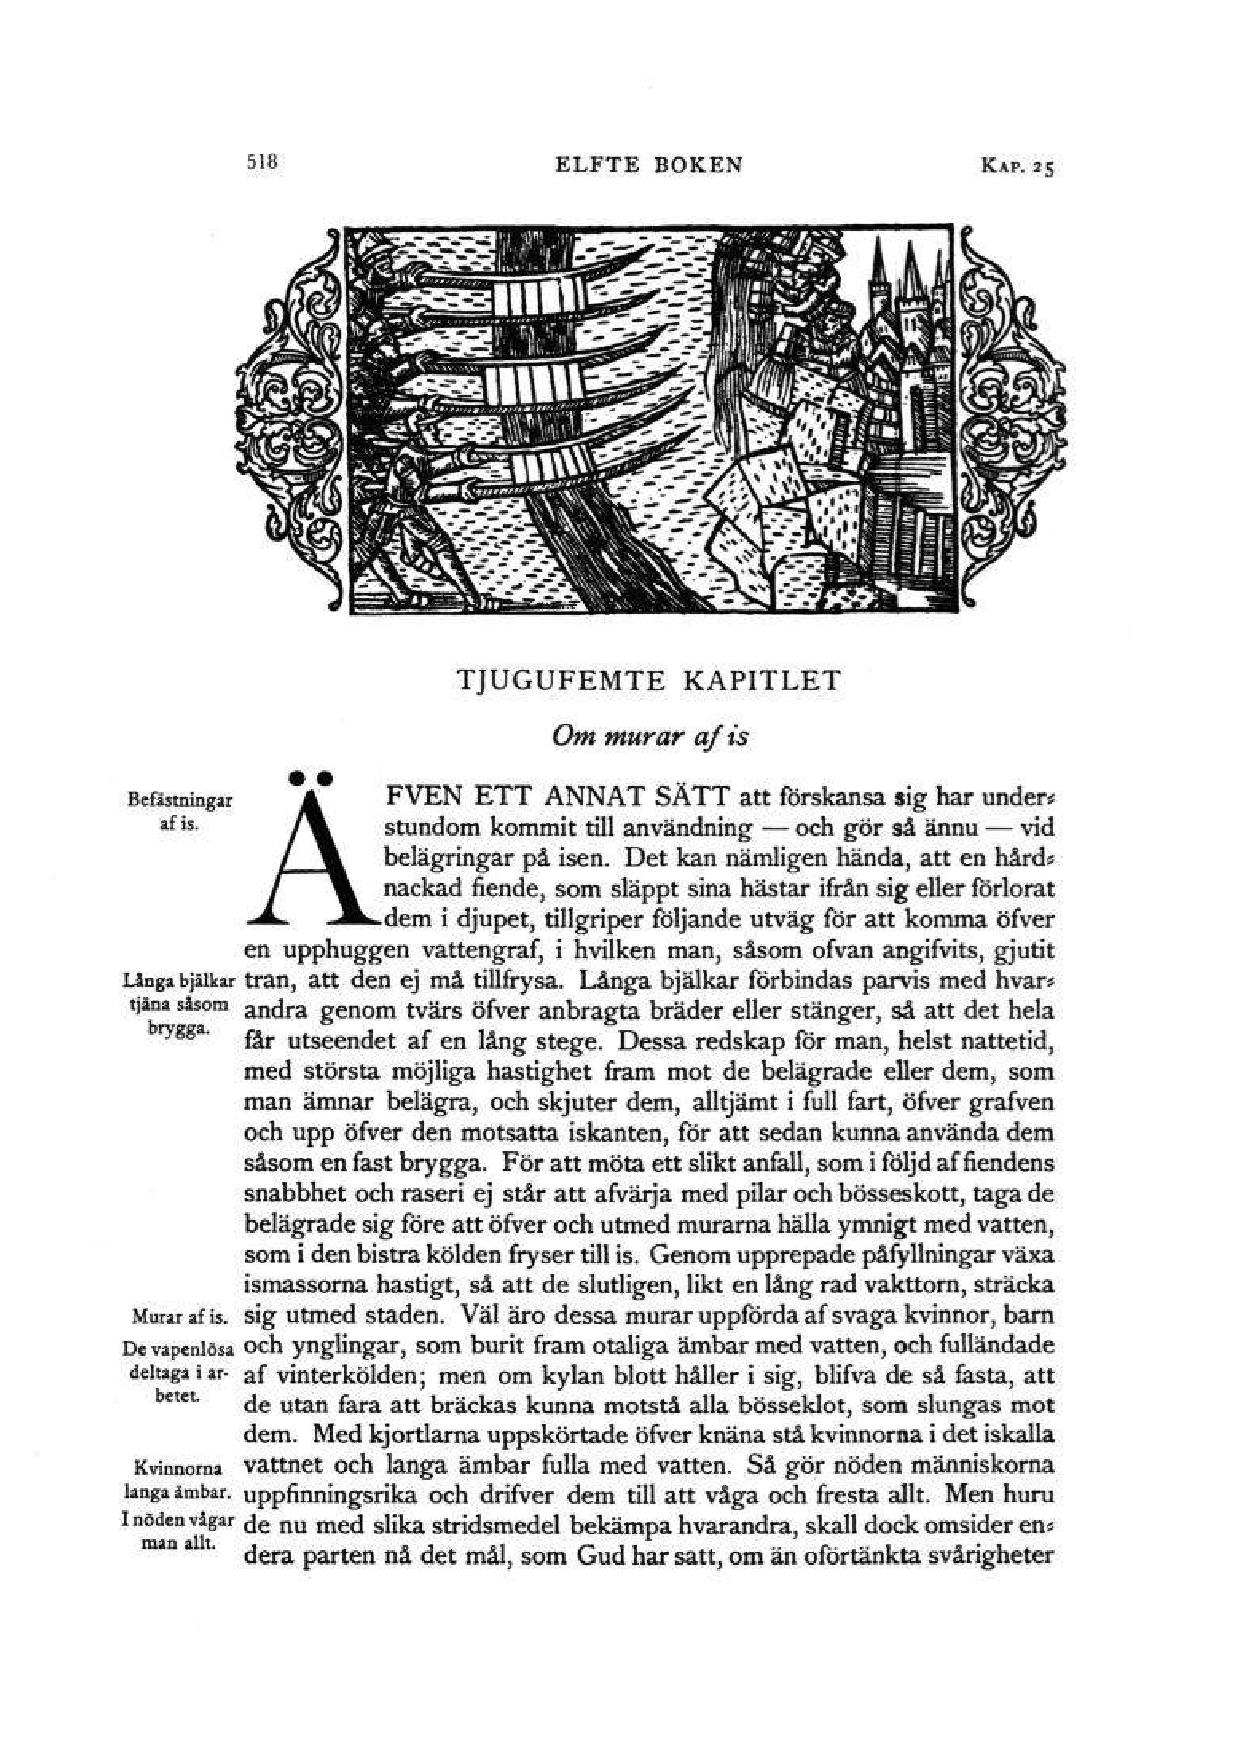 518 ELFTE BOKEN KAP. 25
TJUGUFEMTE KAPITLET
Om murar af is
Befästningar
af is.
ÄFVEN ETT ANNAT SÄTT att förskansa sig har under-
stundom kommit till användning — och gör så ännu — vid
belägringar på isen. Det kan nämligen hända, att en hård-
nackad fiende, som släppt sina hästar ifrån sig eller förlorat
dem i djupet, tillgriper följande utväg för att komma öfver
en upphuggen vattengraf, i hvilken man, såsom ofvan angifvits, gjutit
Långa bjälkar
tjäna såsom
brygga.
tran, att den ej må tillfrysa. Långa bjälkar förbindas parvis med hvar-
andra genom tvärs öfver anbragta bräder eller stänger, så att det hela
får utseendet af en lång stege. Dessa redskap för man, helst nattetid,
med största möjliga hastighet fram mot de belägrade eller dem, som
man ämnar belägra, och skjuter dem, alltjämt i full fart, öfver grafven
och upp öfver den motsatta iskanten, för att sedan kunna använda dem
såsom en fast brygga. För att möta ett slikt anfall, som i följd af fiendens
snabbhet och raseri ej står att afvärja med pilar och bösseskott, taga de
belägrade sig före att öfver och utmed murarna hälla ymnigt med vatten,
som i den bistra kölden fryser till is. Genom upprepade påfyllningar växa
ismassorna hastigt, så att de slutligen, likt en lång rad vakttorn, sträcka
Murar af is.
sig utmed staden. Väl äro dessa murar uppförda af svaga kvinnor, barn
De vapenlösa
deltaga i ar-
betet.
och ynglingar, som burit fram otaliga ämbar med vatten, och fulländade
af vinterkölden; men om kylan blott håller i sig, blifva de så fasta, att
de utan fara att bräckas kunna motstå alla bösseklot, som slungas mot
dem. Med kjortlarna uppskörtade öfver knäna stå kvinnorna i det iskalla
Kvinnorna
langa ämbar.
vattnet och langa ämbar fulla med vatten. Så gör nöden människorna
uppfinningsrika och drifver dem till att våga och fresta allt. Men huru
I nöden vågar
man allt.
de nu med slika stridsmedel bekämpa hvarandra, skall dock omsider en-
dera parten nå det mål, som Gud har satt, om än oförtänkta svårigheter